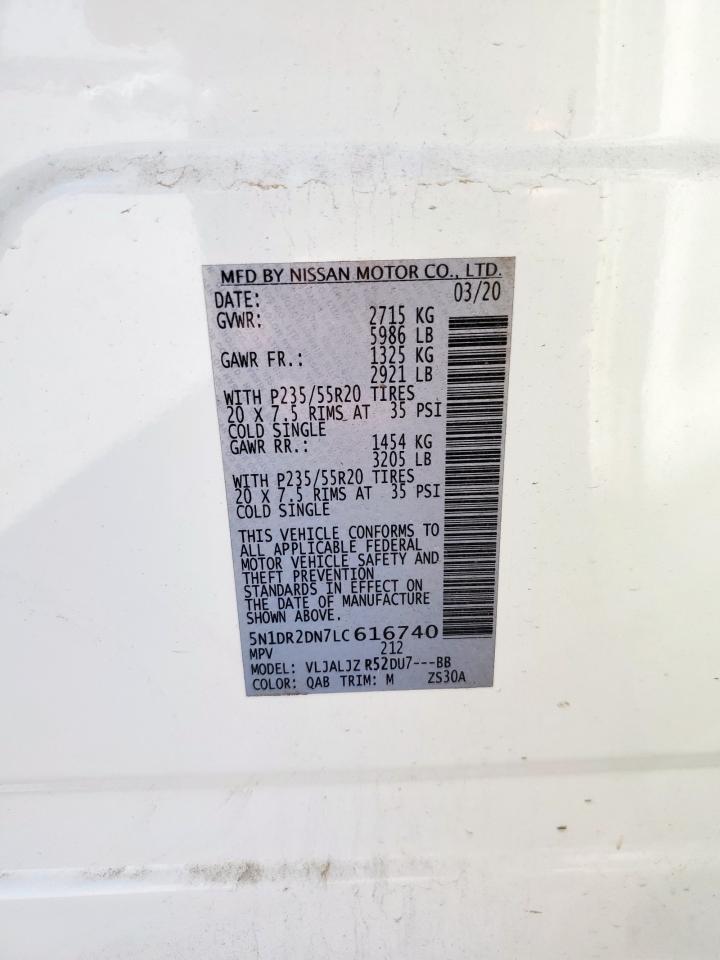 MFD BY NISSAN MOTOR CO., LTD.
DATE: 03/20
GVWR: 2715 KG
5986 LB
GAWR FR.: 1325 KG
2921 LB
WITH P235/55R20 TIRES
20 X 7.5 RIMS AT 35 PSI
COLD SINGLE
GAWR RR.: 1454 KG
3205 LB
WITH P235/55R20 TIRES
20 X 7.5 RIMS AT 35 PSI
COLD SINGLE
THIS VEHICLE CONFORMS TO
ALL APPLICABLE FEDERAL
MOTOR VEHICLE SAFETY AND
THEFT PREVENTION
STANDARDS IN EFFECT ON
THE DATE OF MANUFACTURE
SHOWN ABOVE.
5N1DR2DN7LC616740
MPV 212
MODEL: VLJALJZ R52DU7---BB
COLOR: QAB TRIM: M ZS30A